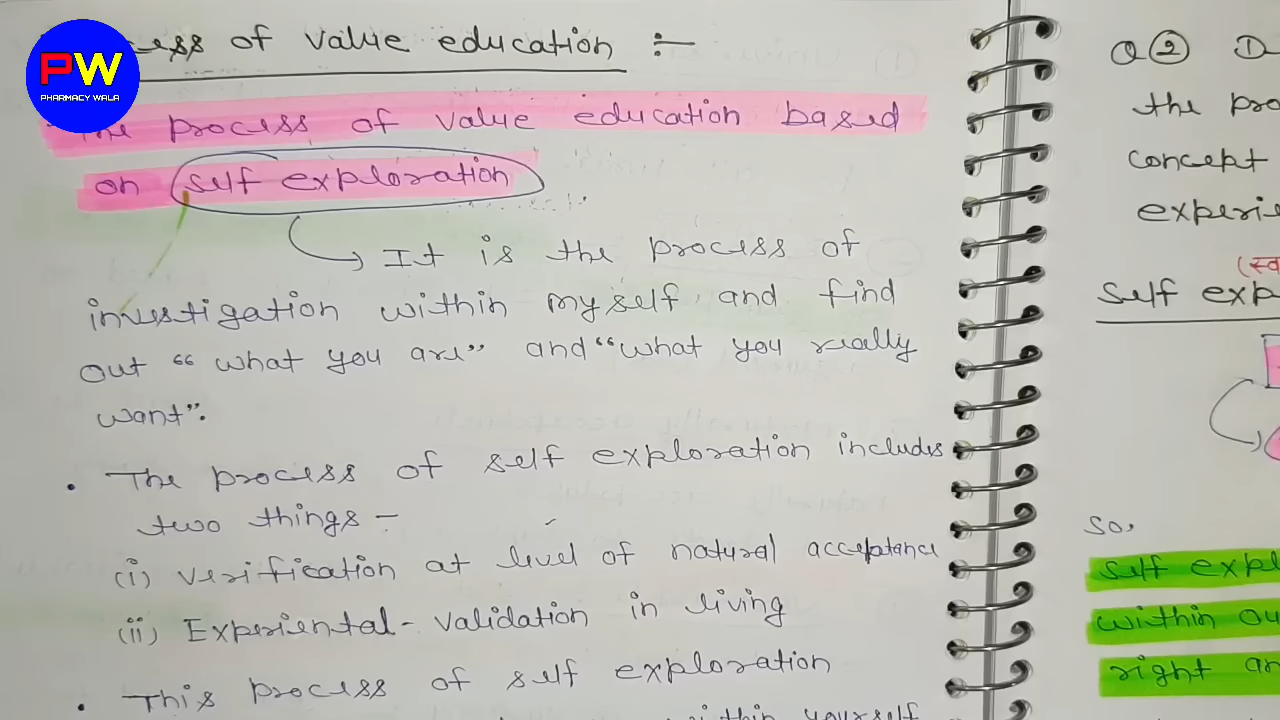 PW
PHARMACY WALA
of value education :-
The process of value education based
on self exploration
→ It is the process of
investigation within myself, and find
out "what you are" and "what you really
want".
• The process of self exploration includes
two things -
(i) verification at level of natural acceptance
(ii) Experiental - validation in living
• This process of self exploration
within yourself
Q ② D
the pro
concept
experie
(स्व
Self exp
So,
Self expl
within ou
right an